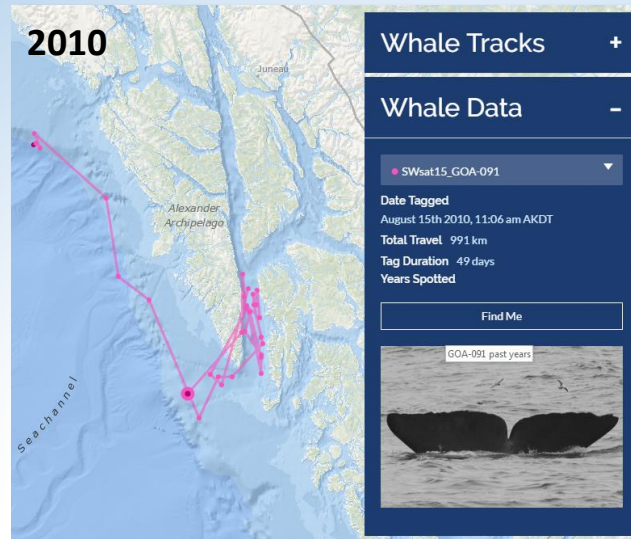 2010
Juneau
Alexander
Archipelago
Seachannel
Whale Tracks +
Whale Data –
SWsat15_GOA-091
Date Tagged
August 15th 2010, 11:06 am AKDT
Total Travel 991 km
Tag Duration 49 days
Years Spotted
Find Me
GOA-091 past years